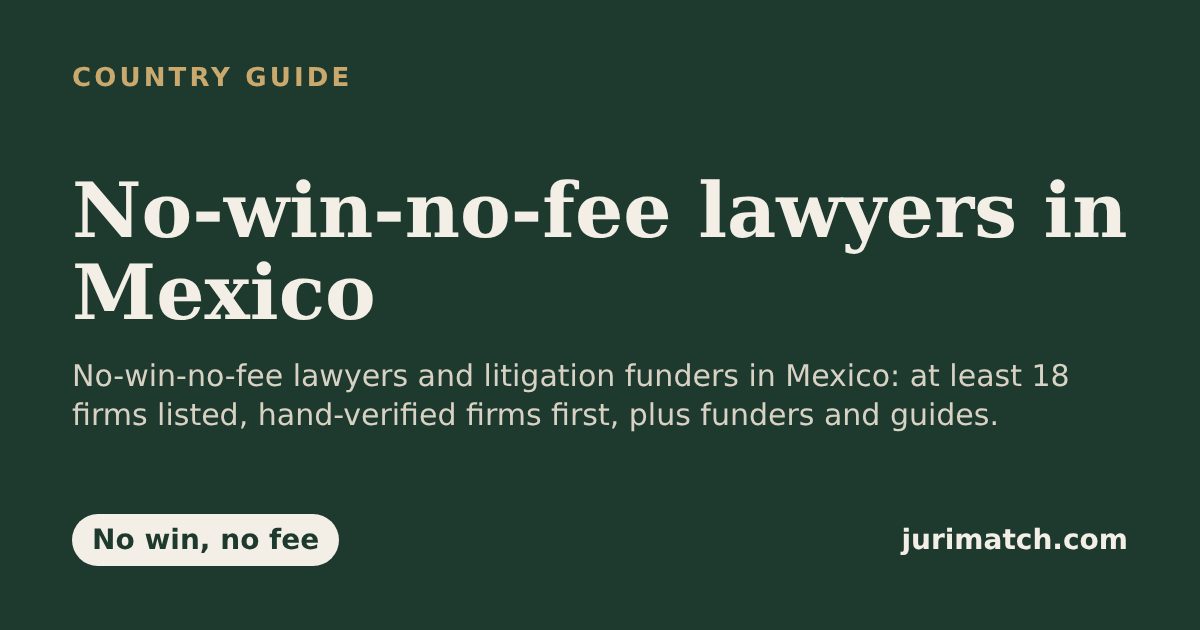 COUNTRY GUIDE
No-win-no-fee lawyers in
Mexico
No-win-no-fee lawyers and litigation funders in Mexico: at least 18
firms listed, hand-verified firms first, plus funders and guides.
No win, no fee
jurimatch.com